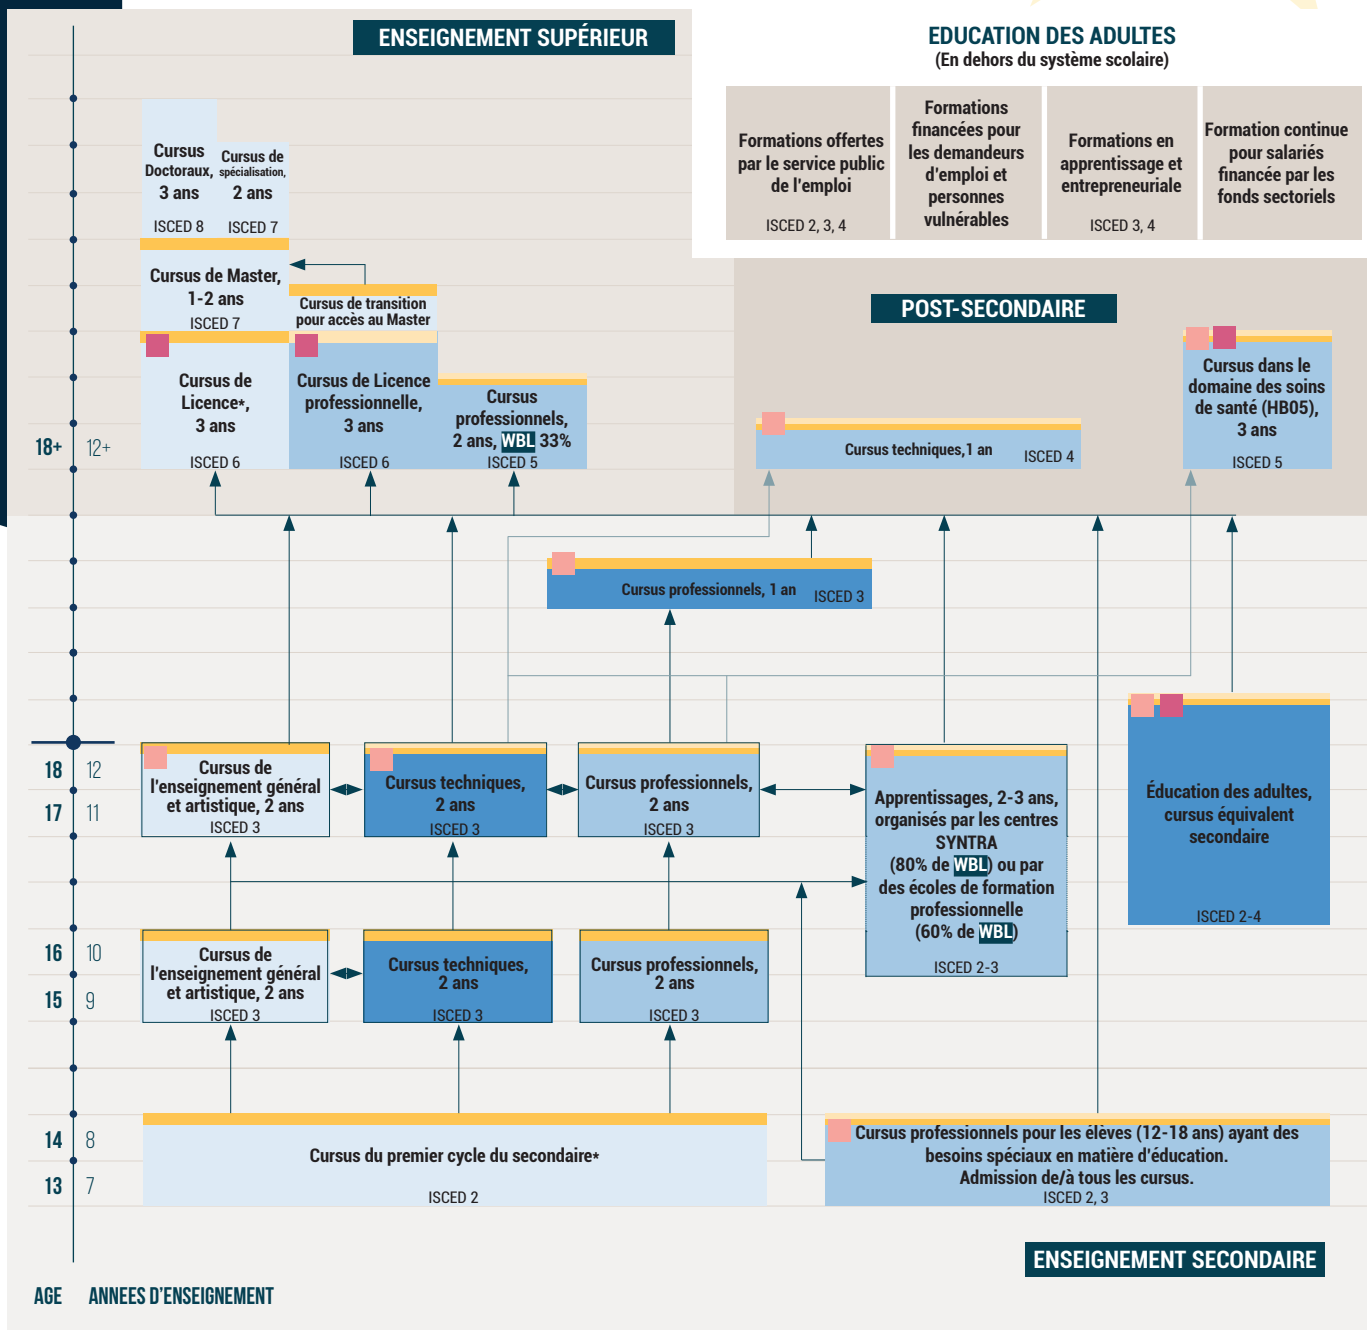 ENSEIGNEMENT SUPÉRIEUR
EDUCATION DES ADULTES
(En dehors du système scolaire)
Formations offertes
par le service public
de l'emploi
ISCED 2, 3, 4
Formations
financées pour
les demandeurs
d'emploi et
personnes
vulnérables
Formations en
apprentissage et
entrepreneuriale
ISCED 3, 4
Formation continue
pour salariés
financée par les
fonds sectoriels
Cursus
Doctoraux,
3 ans
ISCED 8
Cursus de
spécialisation,
2 ans
ISCED 7
Cursus de Master,
1-2 ans
ISCED 7
Cursus de transition
pour accès au Master
POST-SECONDAIRE
Cursus de
Licence*,
3 ans
ISCED 6
Cursus de Licence
professionnelle,
3 ans
ISCED 6
Cursus
professionnels,
2 ans, WBL 33%
ISCED 5
Cursus techniques,1 an
ISCED 4
Cursus dans le
domaine des soins
de santé (HB05),
3 ans
ISCED 5
18+ 12+
Cursus professionnels, 1 an
ISCED 3
18 12
17 11
Cursus de
l'enseignement général
et artistique, 2 ans
ISCED 3
Cursus techniques,
2 ans
ISCED 3
Cursus professionnels,
2 ans
ISCED 3
Apprentissages, 2-3 ans,
organisés par les centres
SYNTRA
(80% de WBL) ou par
des écoles de formation
professionnelle
(60% de WBL)
ISCED 2-3
Éducation des adultes,
cursus équivalent
secondaire
ISCED 2-4
16 10
15 9
Cursus de
l'enseignement général
et artistique, 2 ans
ISCED 3
Cursus techniques,
2 ans
ISCED 3
Cursus professionnels,
2 ans
ISCED 3
14 8
13 7
Cursus du premier cycle du secondaire*
ISCED 2
Cursus professionnels pour les élèves (12-18 ans) ayant des
besoins spéciaux en matière d'éducation.
Admission de/à tous les cursus.
ISCED 2, 3
ENSEIGNEMENT SECONDAIRE
AGE ANNEES D'ENSEIGNEMENT